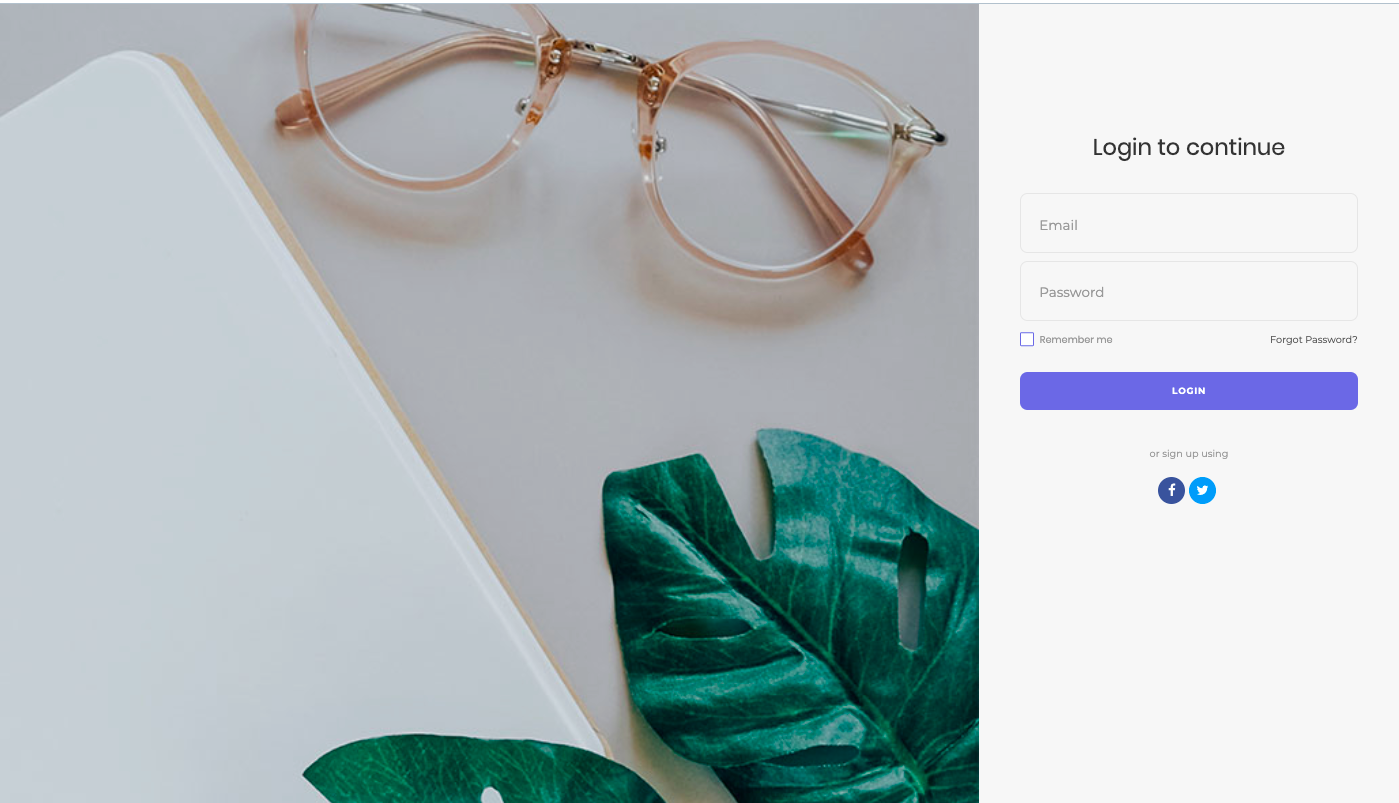 Login to continue
Email
Password
Remember me
Forgot Password?
LOGIN
or sign up using